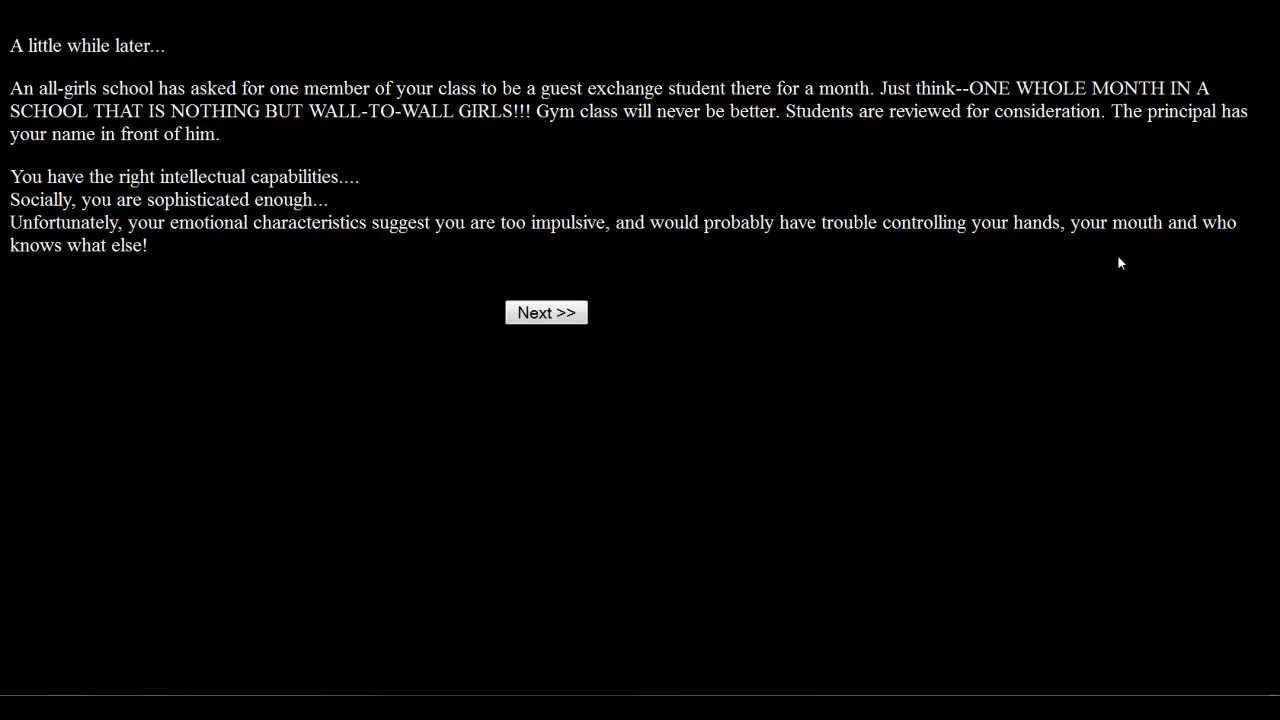 A little while later...
An all-girls school has asked for one member of your class to be a guest exchange student there for a month. Just think--ONE WHOLE MONTH IN A
SCHOOL THAT IS NOTHING BUT WALL-TO-WALL GIRLS!!! Gym class will never be better. Students are reviewed for consideration. The principal has
your name in front of him.
You have the right intellectual capabilities....
Socially, you are sophisticated enough...
Unfortunately, your emotional characteristics suggest you are too impulsive, and would probably have trouble controlling your hands, your mouth and who
knows what else!
Next >>